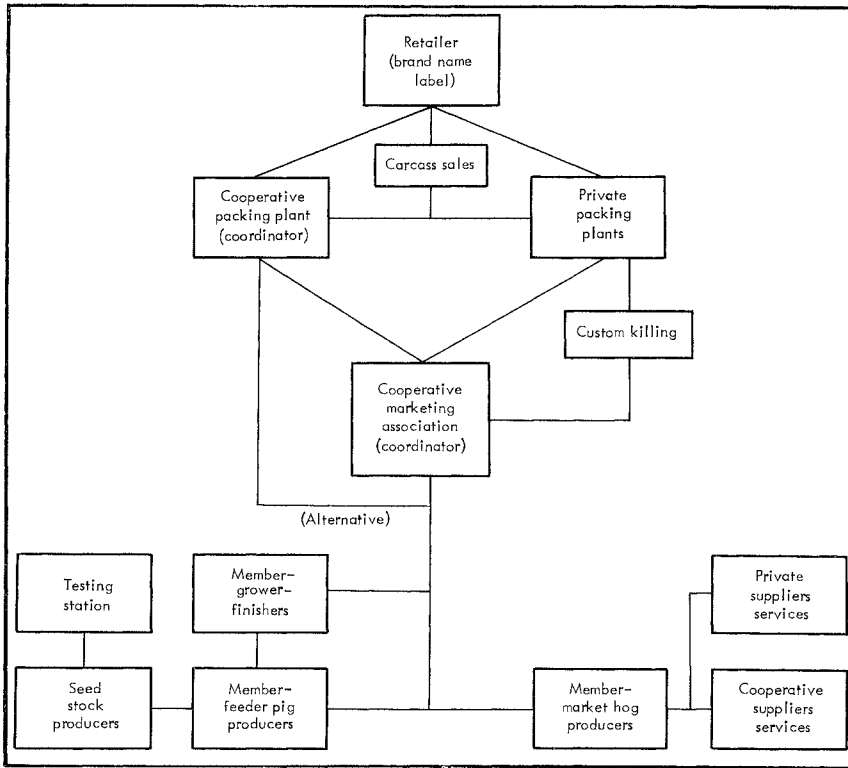 Retailer
(brand name
label)
Carcass sales
Cooperative
packing plant
(coordinator)
Private
packing
plants
Custom killing
Cooperative
marketing
association
(coordinator)
(Alternative)
Testing
station
Member-
grower-
finishers
Private
suppliers
services
Seed
stock
producers
Member-
feeder pig
producers
Member-
market hog
producers
Cooperative
suppliers
services